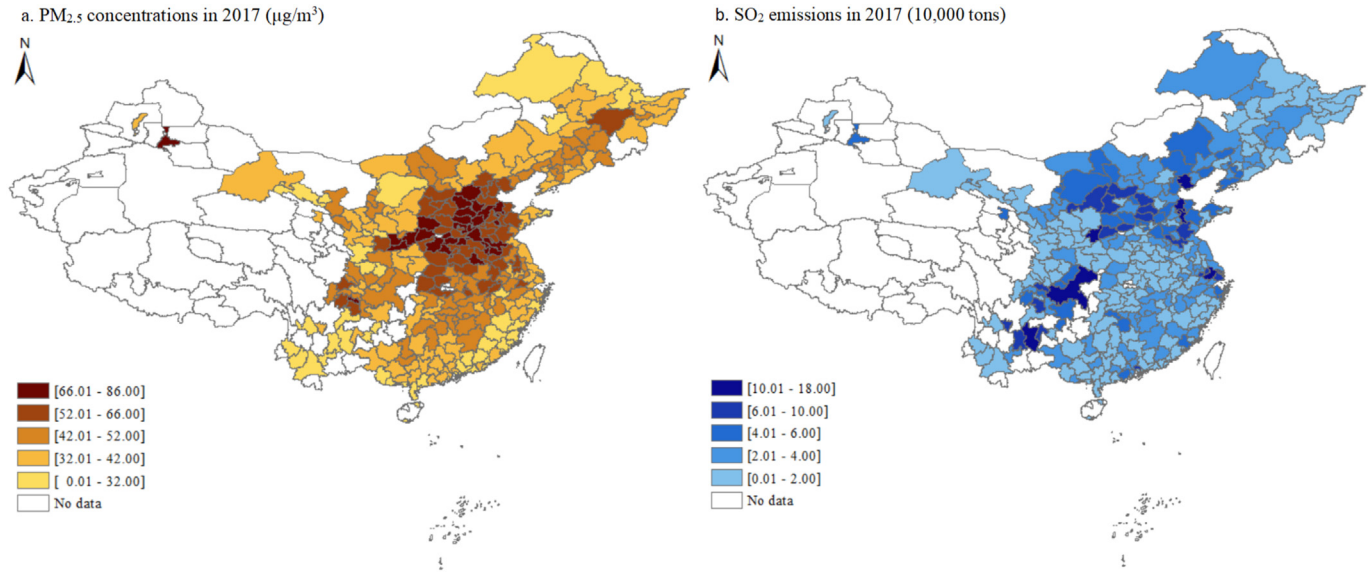 a. PM2.5 concentrations in 2017 (μg/m³)
N
[66.01 - 86.00]
[52.01 - 66.00]
[42.01 - 52.00]
[32.01 - 42.00]
[ 0.01 - 32.00]
No data
b. SO2 emissions in 2017 (10,000 tons)
N
[10.01 - 18.00]
[6.01 - 10.00]
[4.01 - 6.00]
[2.01 - 4.00]
[0.01 - 2.00]
No data